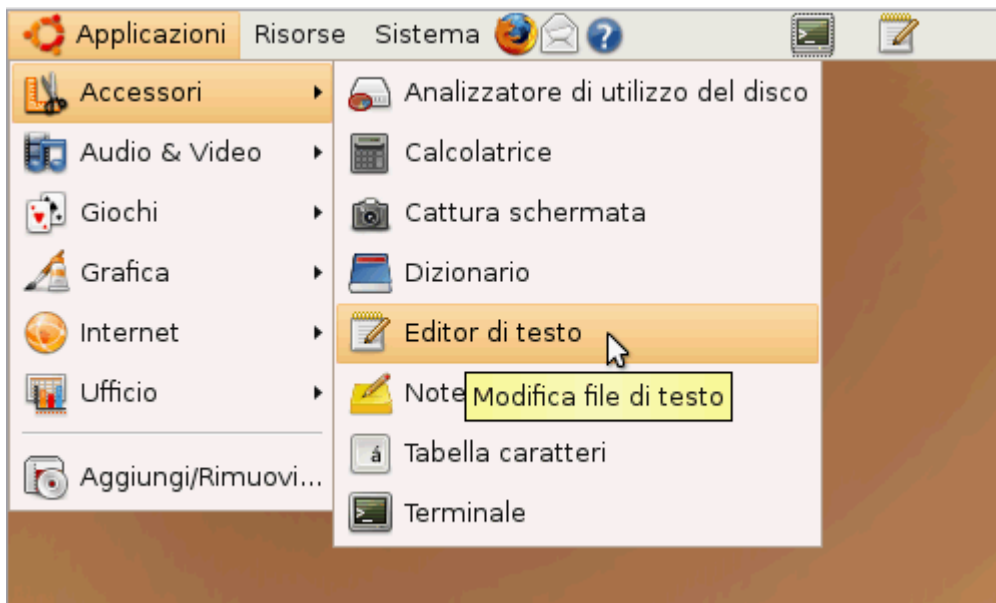 Applicazioni Risorse Sistema
Accessori
Audio & Video
Giochi
Grafica
Internet
Ufficio
Aggiungi/Rimuovi...
Analizzatore di utilizzo del disco
Calcolatrice
Cattura schermata
Dizionario
Editor di testo
Note
Modifica file di testo
á Tabella caratteri
Terminale